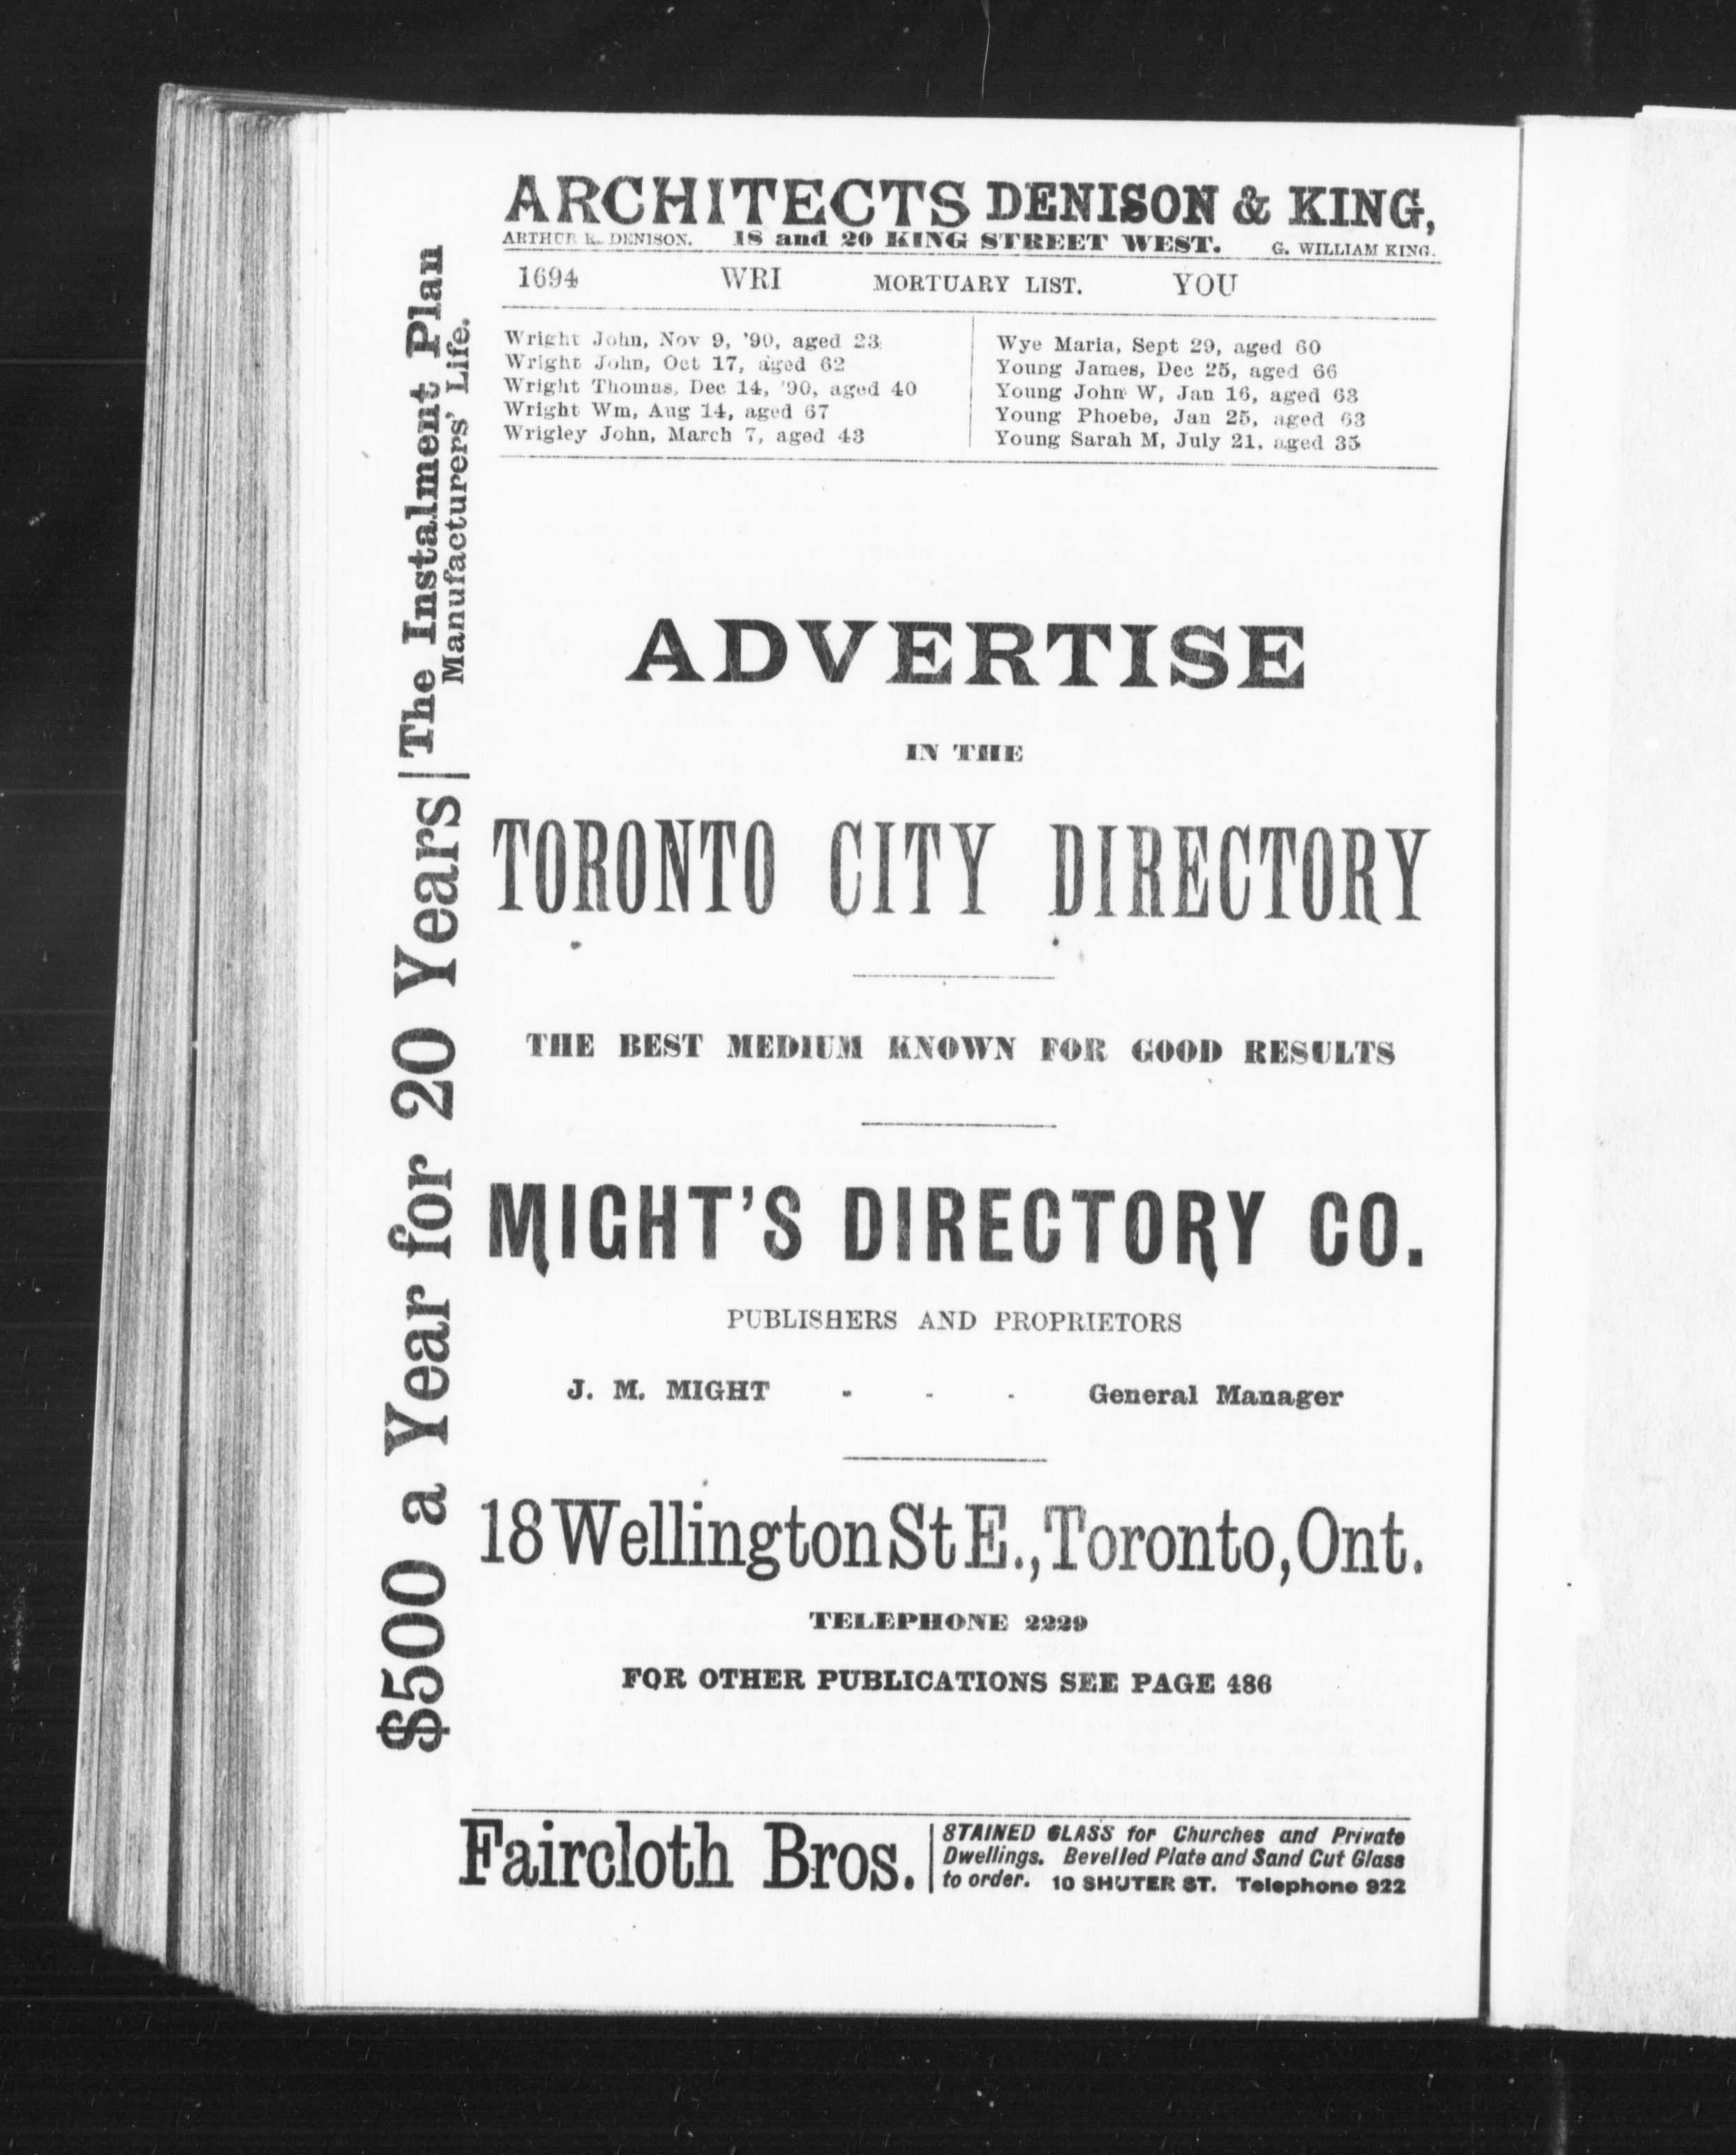 ARCHITECTS DENISON & KING,
ARTHUR R. DENISON. 18 and 20 KING STREET WEST. G. WILLIAM KING.
1694 WRI MORTUARY LIST. YOU
Wright John, Nov 9, '90, aged 23
Wright John, Oct 17, aged 62
Wright Thomas, Dec 14, '90, aged 40
Wright Wm, Aug 14, aged 67
Wrigley John, March 7, aged 43
Wye Maria, Sept 29, aged 60
Young James, Dec 25, aged 66
Young John W, Jan 16, aged 63
Young Phoebe, Jan 25, aged 63
Young Sarah M, July 21, aged 35
ADVERTISE
IN THE
TORONTO CITY DIRECTORY
THE BEST MEDIUM KNOWN FOR GOOD RESULTS
MIGHT'S DIRECTORY CO.
PUBLISHERS AND PROPRIETORS
J. M. MIGHT - - - General Manager
18 Wellington St E., Toronto, Ont.
TELEPHONE 2229
FOR OTHER PUBLICATIONS SEE PAGE 486
$500 a Year for 20 Years
The Instalment Plan
Manufacturers' Life.
Faircloth Bros.
STAINED GLASS for Churches and Private
Dwellings. Bevelled Plate and Sand Cut Glass
to order. 10 SHUTER ST. Telephone 922